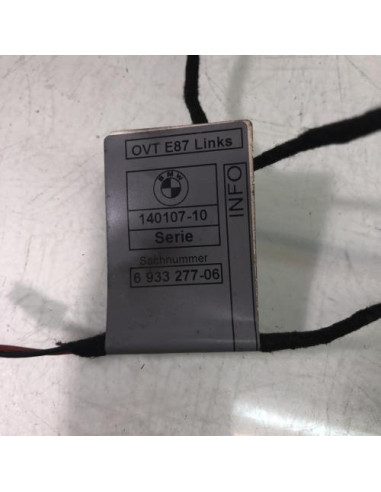 OVT E87 Links
BMW
140107-10
Serie
Sachnummer
6 933 277-06
INFO